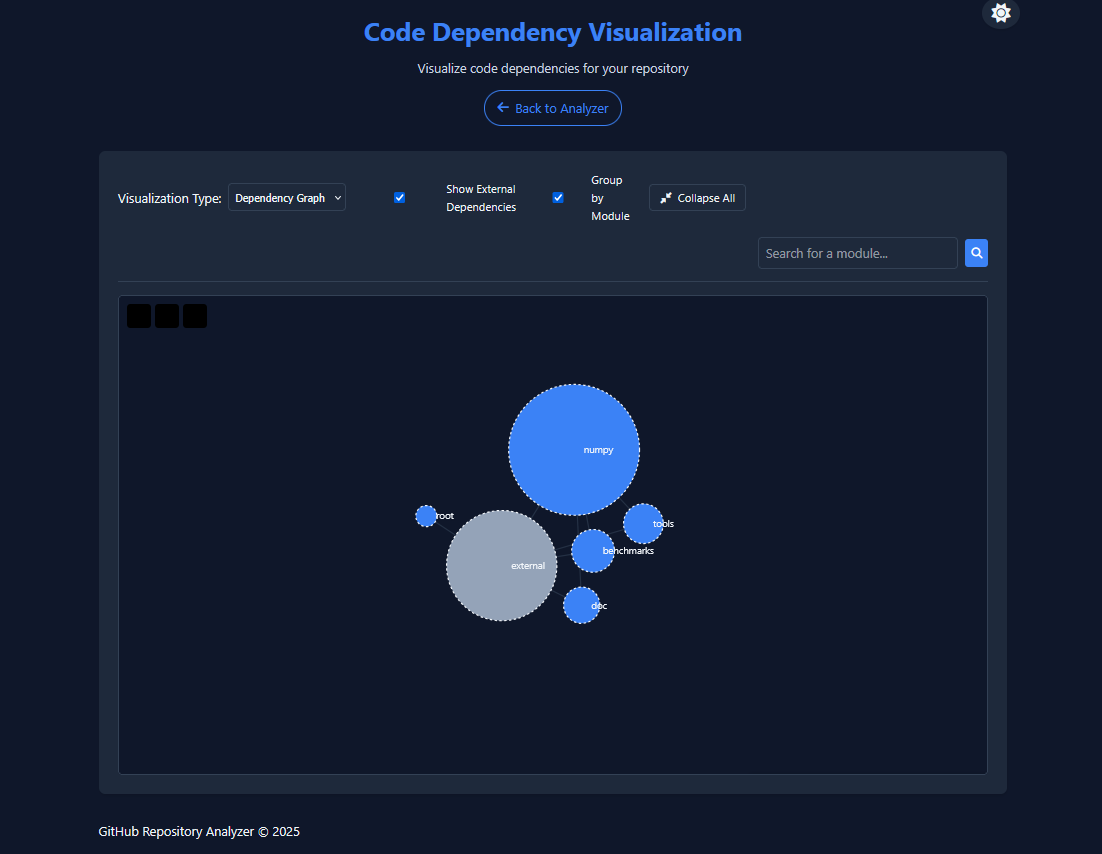 Code Dependency Visualization
Visualize code dependencies for your repository
Back to Analyzer
Visualization Type:
Dependency Graph
Show External
Dependencies
Group
by
Module
Collapse All
Search for a module...
numpy
root
tools
benchmarks
external
doc
GitHub Repository Analyzer © 2025